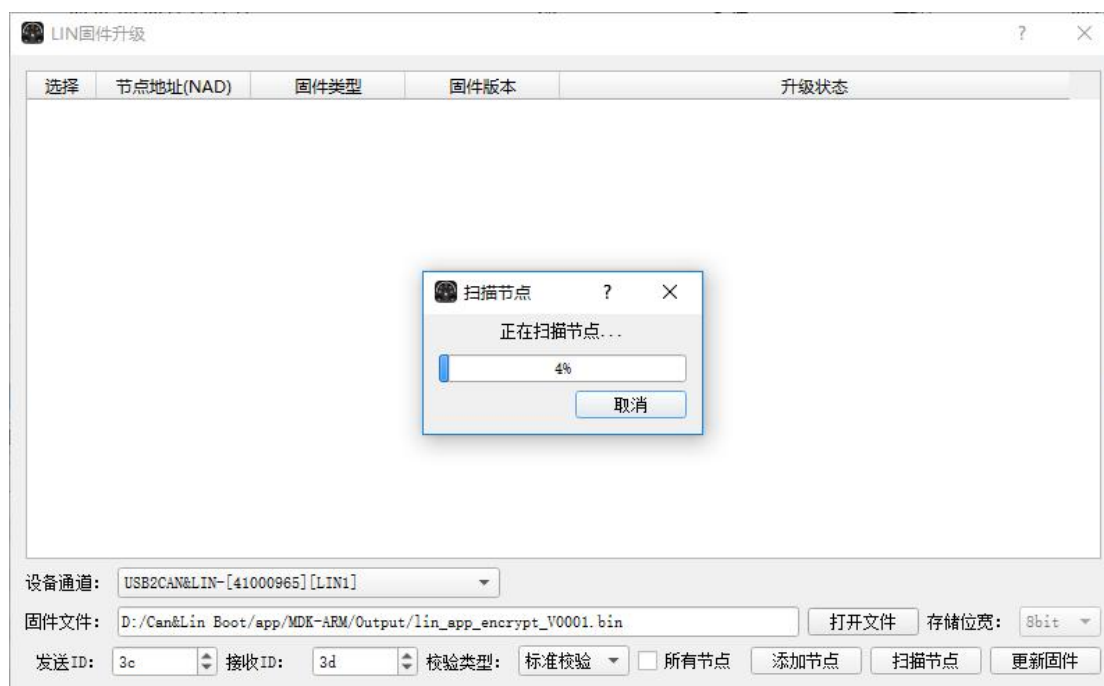 LIN固件升级
选择 节点地址(NAD) 固件类型 固件版本 升级状态
扫描节点
正在扫描节点...
4%
取消
设备通道: USB2CAN&LIN-[41000965][LIN1]
固件文件: D:/Can&Lin Boot/app/MDK-ARM/Output/lin_app_encrypt_V0001.bin 打开文件 存储位宽: 8bit
发送ID: 3c 接收ID: 3d 校验类型: 标准校验 所有节点 添加节点 扫描节点 更新固件